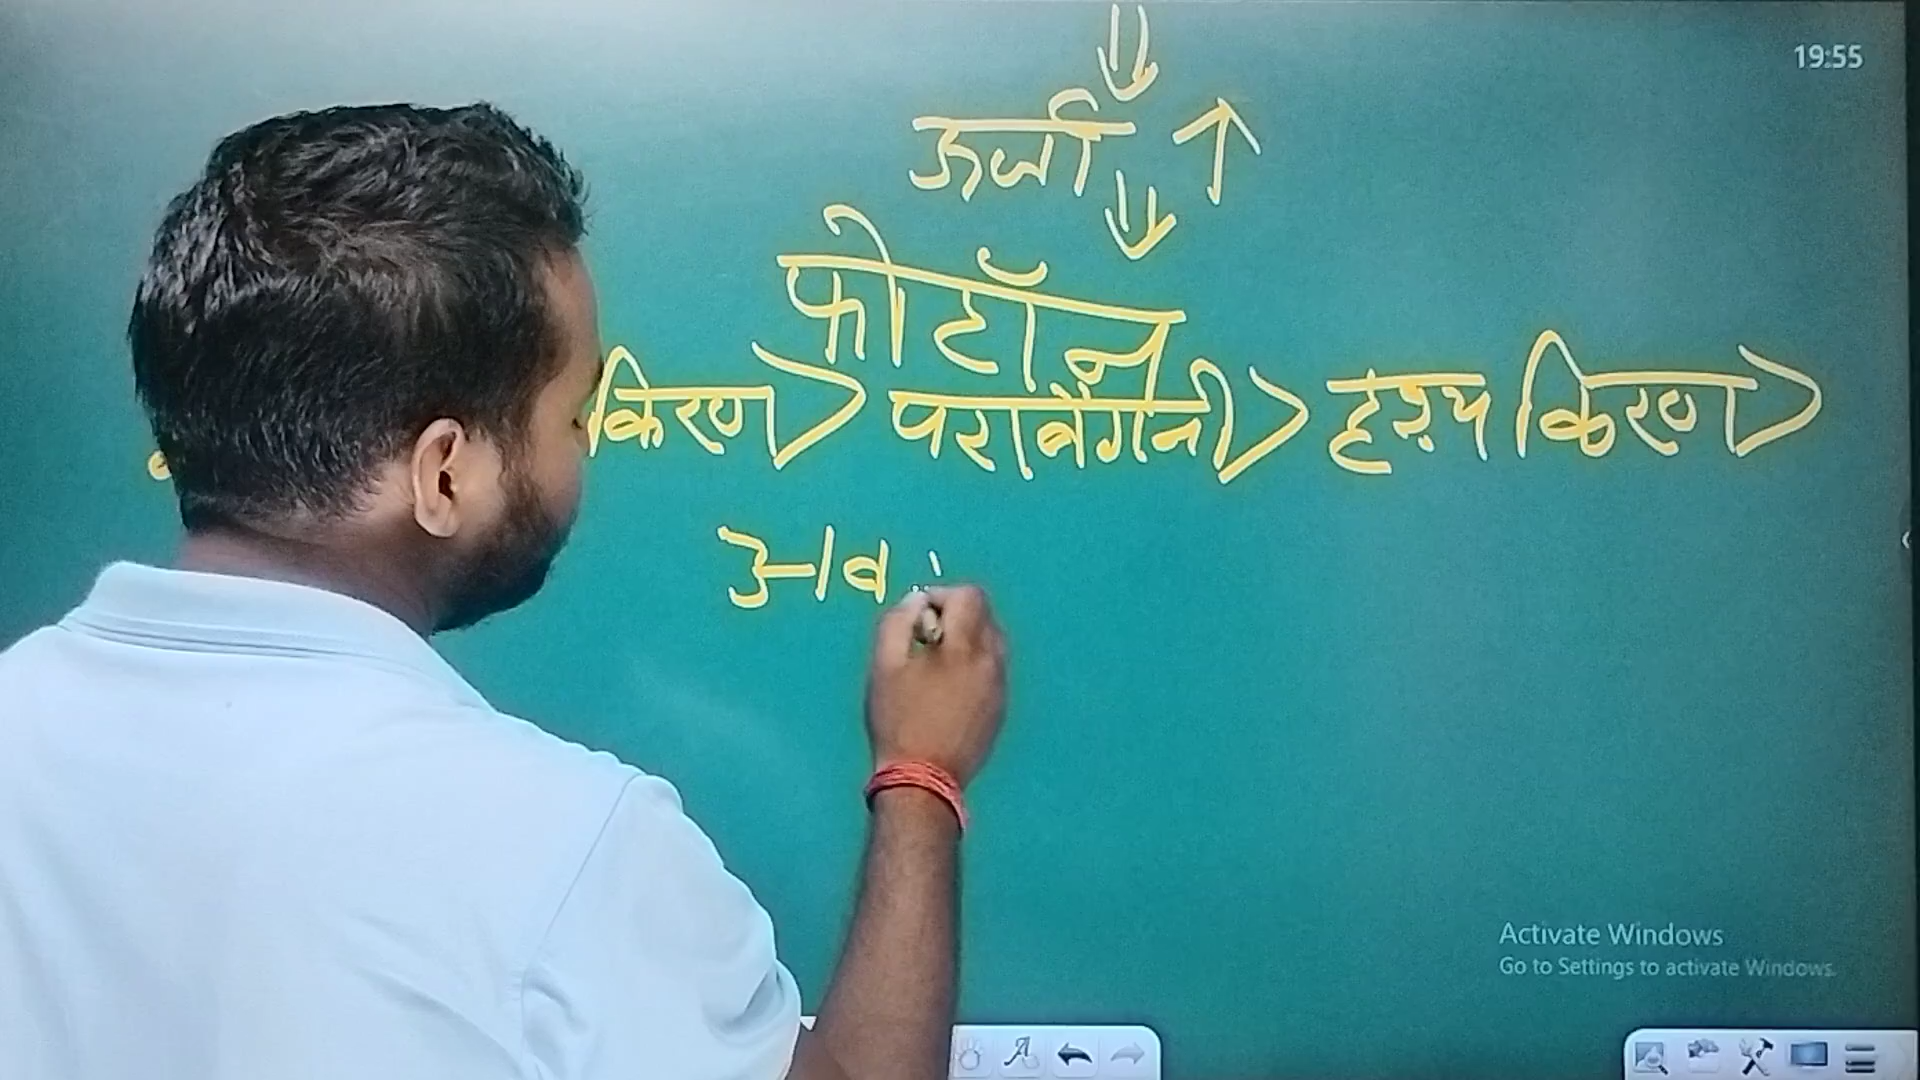 19:55
ऊर्जा ↑
फोटॉन
किरण > पराबैंगनी > दृश्य किरण >
अव
Activate Windows
Go to Settings to activate Windows.